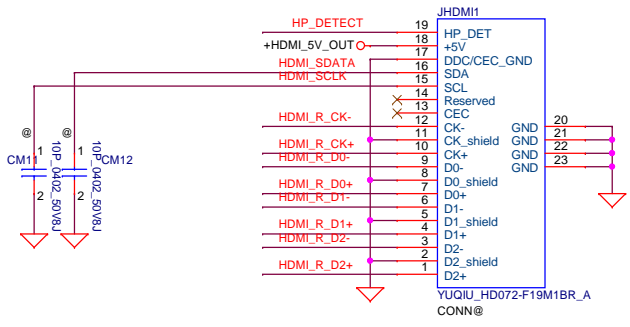 JHDMI1
HP_DETECT 19 HP_DET
+HDMI_5V_OUT 18 +5V
17 DDC/CEC_GND
HDMI_SDATA 16 SDA
HDMI_SCLK 15 SCL
14 Reserved
13 CEC
HDMI_R_CK- 12 CK- GND 20
11 CK_shield GND 21
HDMI_R_CK+ 10 CK+ GND 22
HDMI_R_D0- 9 D0- GND 23
8 D0_shield
HDMI_R_D0+ 7 D0+
HDMI_R_D1- 6 D1-
5 D1_shield
HDMI_R_D1+ 4 D1+
HDMI_R_D2- 3 D2-
2 D2_shield
HDMI_R_D2+ 1 D2+
YUQIU_HD072-F19M1BR_A
CONN@
@
CM11
1
2
10P_0402_50V8J
@
CM12
1
2
10P_0402_50V8J